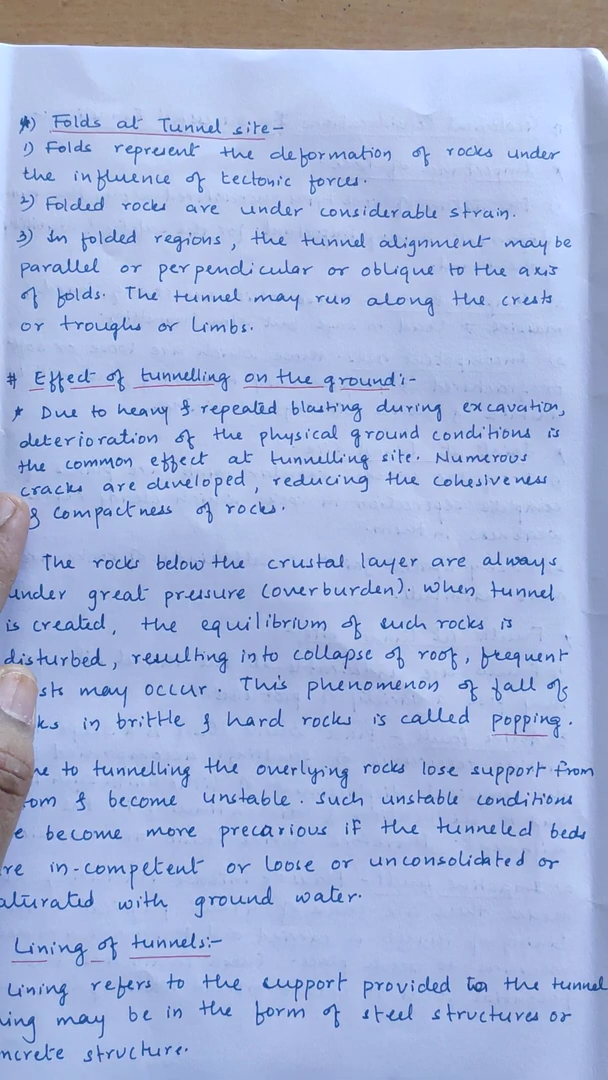 *) Folds at Tunnel site-
1) Folds represent the deformation of rocks under
the influence of tectonic forces.
2) Folded rocks are under considerable strain.
3) In folded regions, the tunnel alignment may be
parallel or perpendicular or oblique to the axis
of folds. The tunnel may run along the crests
or troughs or limbs.
# Effect of tunnelling on the ground:-
* Due to heavy & repeated blasting during excavation,
deterioration of the physical ground conditions is
the common effect at tunnelling site. Numerous
cracks are developed, reducing the cohesiveness
& compactness of rocks.
The rocks below the crustal layer are always
under great pressure (overburden). When tunnel
is created, the equilibrium of such rocks is
disturbed, resulting into collapse of roof, frequent
sts may occur. This phenomenon of fall of
ks in brittle & hard rocks is called popping.
ue to tunnelling the overlying rocks lose support from
tom & become unstable. Such unstable conditions
e become more precarious if the tunneled beds
re in-competent or loose or unconsolidated or
aturated with ground water.
Lining of tunnels:-
Lining refers to the support provided to the tunnel
ing may be in the form of steel structures or
ncrete structure.